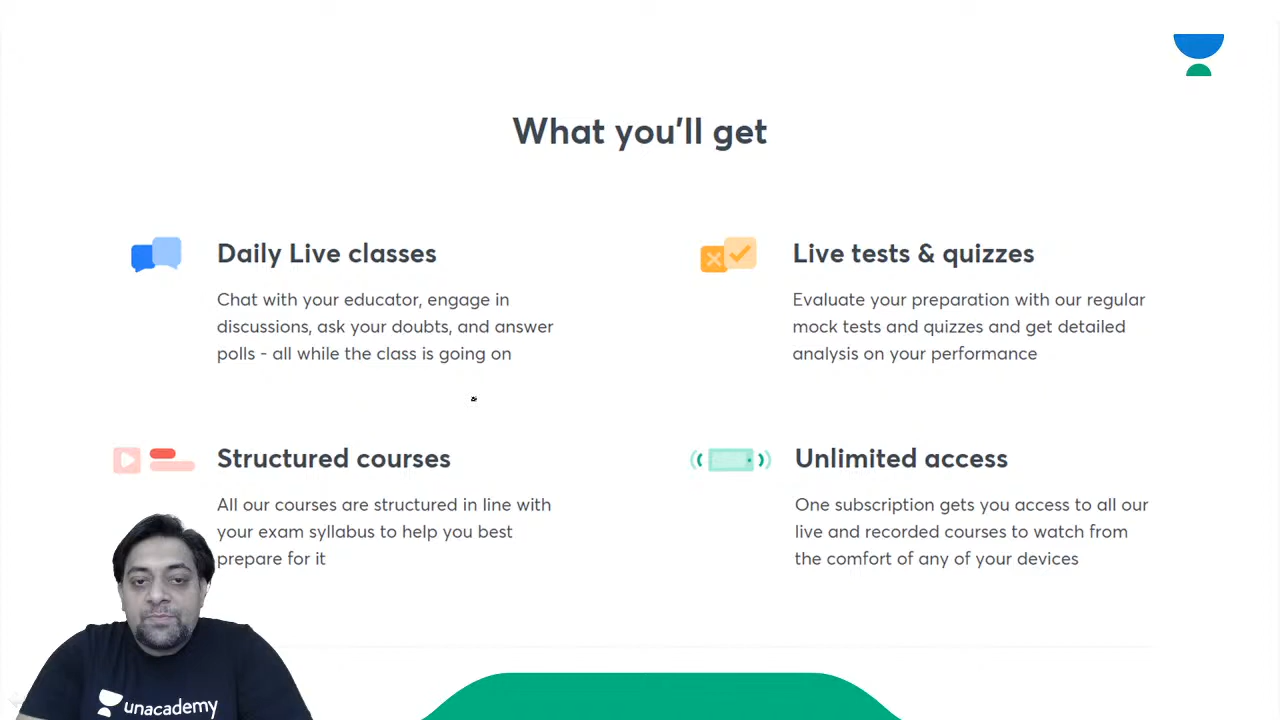 What you'll get
Daily Live classes
Chat with your educator, engage in
discussions, ask your doubts, and answer
polls - all while the class is going on
Live tests & quizzes
Evaluate your preparation with our regular
mock tests and quizzes and get detailed
analysis on your performance
Structured courses
All our courses are structured in line with
your exam syllabus to help you best
prepare for it
Unlimited access
One subscription gets you access to all our
live and recorded courses to watch from
the comfort of any of your devices
unacademy